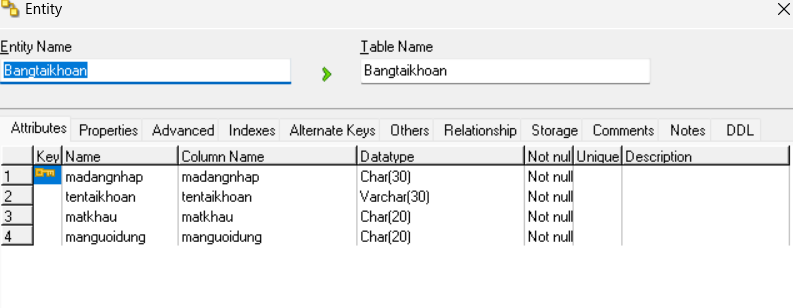 Entity
Entity Name Table Name
Bangtaikhoan Bangtaikhoan
Attributes Properties Advanced Indexes Alternate Keys Others Relationship Storage Comments Notes DDL
Key Name Column Name Datatype Not nul Unique Description
1 madangnhap madangnhap Char(30) Not null
2 tentaikhoan tentaikhoan Varchar(30) Not null
3 matkhau matkhau Char(20) Not null
4 manguoidung manguoidung Char(20) Not null